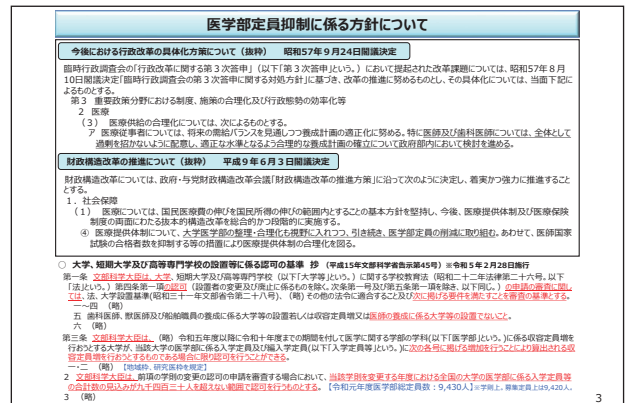 医学部定員抑制に係る方針について
今後における行政改革の具体化方策について（抜粋） 昭和57年９月24日閣議決定
臨時行政調査会の「行政改革に関する第３次答申」（以下「第３次答申」という。）において提起された改革課題については、昭和57年８月
10日閣議決定「臨時行政調査会の第３次答申に関する対処方針」に基づき、改革の推進に努めるものとし、その具体化については、当面下記に
よるものとする。
第３ 重要政策分野における制度、施策の合理化及び行政態勢の効率化等
２ 医療
（３） 医療供給の合理化については、次によるものとする。
ア 医療従事者については、将来の需給バランスを見通しつつ養成計画の適正化に努める。特に医師及び歯科医師については、全体として
過剰を招かないように配意し、適正な水準となるよう合理的な養成計画の確立について政府部内において検討を進める。
財政構造改革の推進について（抜粋） 平成９年６月３日閣議決定
財政構造改革については、政府・与党財政構造改革会議「財政構造改革の推進方策」に沿って次のように決定し、着実かつ強力に推進すること
とする。
１．社会保障
（１） 医療については、国民医療費の伸びを国民所得の伸びの範囲内とするとの基本方針を堅持し、今後、医療提供体制及び医療保険
制度の両面にわたる抜本的構造改革を総合的かつ段階的に実施する。
④ 医療提供体制について、大学医学部の整理・合理化も視野に入れつつ、引き続き、医学部定員の削減に取り組む。あわせて、医師国家
試験の合格者数を抑制する等の措置により医療提供体制の合理化を図る。
○ 大学、短期大学及び高等専門学校の設置等に係る認可の基準 抄 （平成15年文部科学省告示第45号）※令和５年２月28日施行
第一条 文部科学大臣は、大学、短期大学及び高等専門学校（以下「大学等」という。）に関する学校教育法（昭和二十二年法律第二十六号。以下
「法」という。）第四条第一項の認可（設置者の変更及び廃止に係るものを除く。次条第一号及び第五条第一項を除き、以下同じ。）の申請の審査に関し
ては、法、大学設置基準(昭和三十一年文部省令第二十八号)、（略）その他の法令に適合すること及び次に掲げる要件を満たすことを審査の基準とする。
一～四 （略）
五 歯科医師、獣医師及び船舶職員の養成に係る大学等の設置若しくは収容定員増又は医師の養成に係る大学等の設置でないこと。
六 （略）
第三条 文部科学大臣は、（略）令和五年度以降に令和十年度までの期間を付して医学に関する学部の学科(以下「医学部」という。)に係る収容定員増を
行おうとする大学が、当該大学の医学部に係る入学定員及び編入学定員(以下「入学定員等」という。)に次の各号に掲げる増加を行うことにより算出される収
容定員増を行おうとするものである場合に限り認可を行うことができる。
一・二 （略） 【地域枠、研究医枠を規定】
２ 文部科学大臣は、前項の学則の変更の認可の申請を審査する場合において、当該学則を変更する年度における全国の大学の医学部に係る入学定員等
の合計数の見込みが九千四百三十人を超えない範囲で認可を行うものとする。【令和元年度医学部総定員数：9,430人】※学則上。募集定員上は9,420人。
３ （略）
3